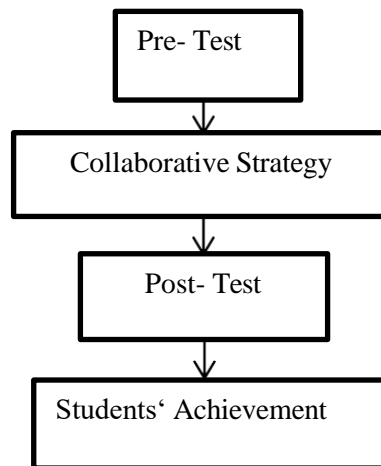 Pre- Test
Collaborative Strategy
Post- Test
Students‘ Achievement